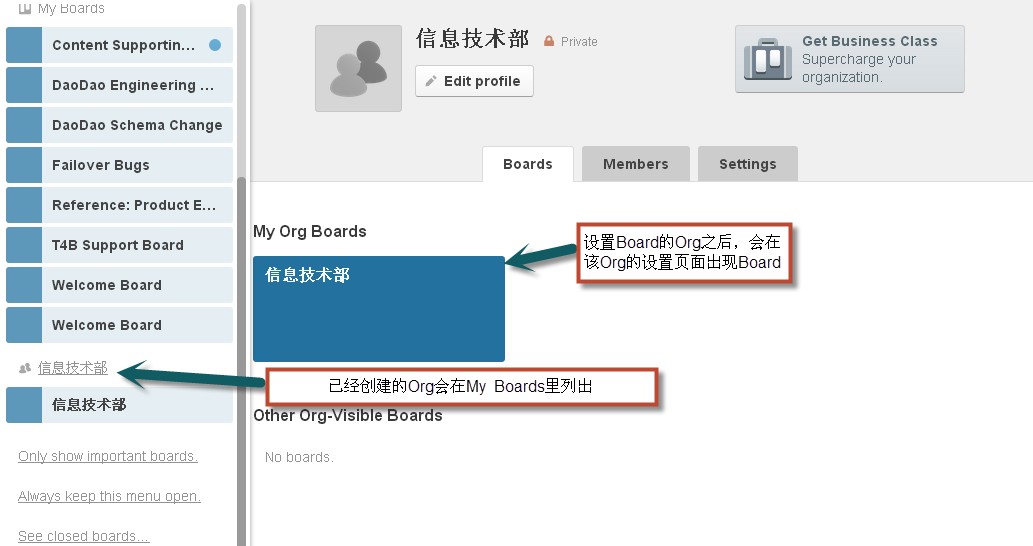 My Boards
Content Supportin...
DaoDao Engineering ...
DaoDao Schema Change
Failover Bugs
Reference: Product E...
T4B Support Board
Welcome Board
Welcome Board
信息技术部
信息技术部
Only show important boards.
Always keep this menu open.
See closed boards...
信息技术部
Private
Edit profile
Get Business Class
Supercharge your
organization.
Boards
Members
Settings
My Org Boards
信息技术部
设置Board的Org之后，会在
该Org的设置页面出现Board
已经创建的Org会在My Boards里列出
Other Org-Visible Boards
No boards.